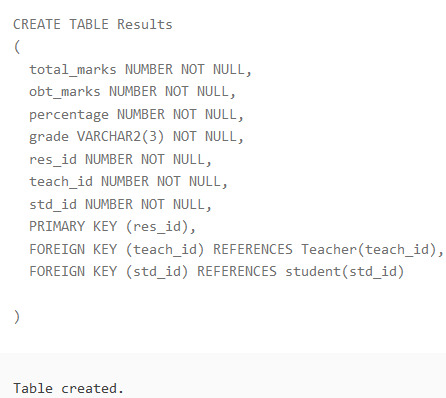 CREATE TABLE Results
(
total_marks NUMBER NOT NULL,
obt_marks NUMBER NOT NULL,
percentage NUMBER NOT NULL,
grade VARCHAR2(3) NOT NULL,
res_id NUMBER NOT NULL,
teach_id NUMBER NOT NULL,
std_id NUMBER NOT NULL,
PRIMARY KEY (res_id),
FOREIGN KEY (teach_id) REFERENCES Teacher(teach_id),
FOREIGN KEY (std_id) REFERENCES student(std_id)
)
Table created.